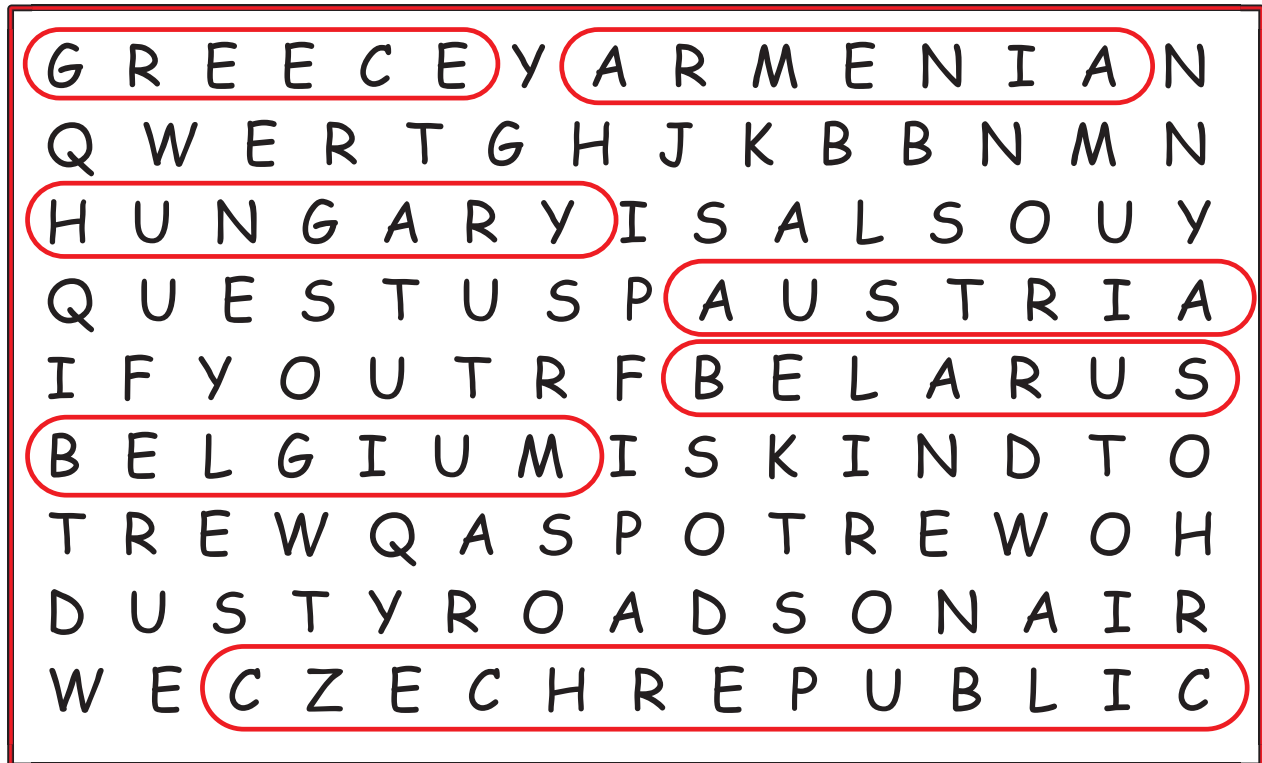 G R E E C E Y A R M E N I A N
Q W E R T G H J K B B N M N
H U N G A R Y I S A L S O U Y
Q U E S T U S P A U S T R I A
I F Y O U T R F B E L A R U S
B E L G I U M I S K I N D T O
T R E W Q A S P O T R E W O H
D U S T Y R O A D S O N A I R
W E C Z E C H R E P U B L I C